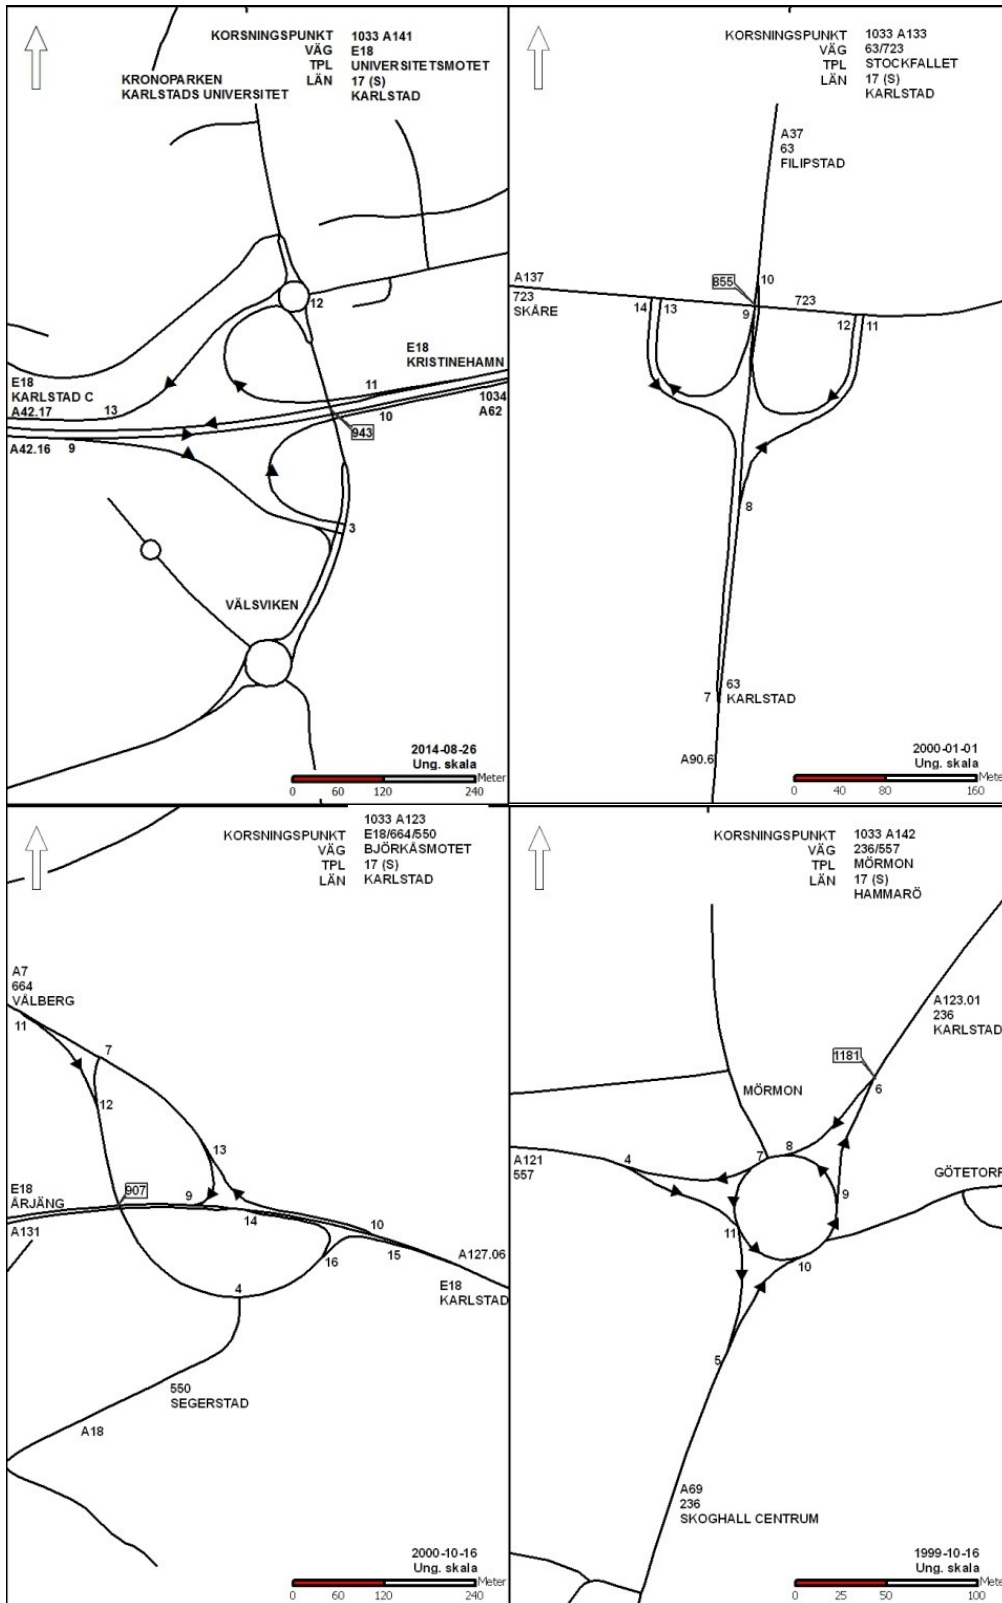 KORSNINGSPUNKT 1033 A141
VÄG E18
TPL UNIVERSITETSMOTET
LÄN 17 (S)
KARLSTAD
KRONOPARKEN
KARLSTADS UNIVERSITET
12
E18
KRISTINEHAMN
11
10
1034
A62
E18
KARLSTAD C
A42.17
13
A42.16
9
943
3
VÄLSVIKEN
2014-08-26
Ung. skala
Meter
0 60 120 240
KORSNINGSPUNKT 1033 A133
VÄG 63/723
TPL STOCKFALLET
LÄN 17 (S)
KARLSTAD
A37
63
FILIPSTAD
A137
723
SKÅRE
855
10
723
14 13
9
12 11
8
7
63
KARLSTAD
A90.6
2000-01-01
Ung. skala
Mete
0 40 80 160
1033 A123
KORSNINGSPUNKT E18/664/550
VÄG BJÖRKÅSMOTET
TPL 17 (S)
LÄN KARLSTAD
A7
664
VÅLBERG
11
7
12
13
E18
ÄRJÄNG
A131
907
9
14
10
16
15
A127.06
E18
KARLSTAD
4
550
SEGERSTAD
A18
2000-10-16
Ung. skala
Meter
0 60 120 240
KORSNINGSPUNKT 1033 A142
VÄG 236/557
TPL MÖRMON
LÄN 17 (S)
HAMMARÖ
A123.01
236
KARLSTAD
1181
6
MÖRMON
8
7
4
A121
557
GÖTETORP
9
11
10
5
A69
236
SKOGHALL CENTRUM
1999-10-16
Ung. skala
Mete
0 25 50 100